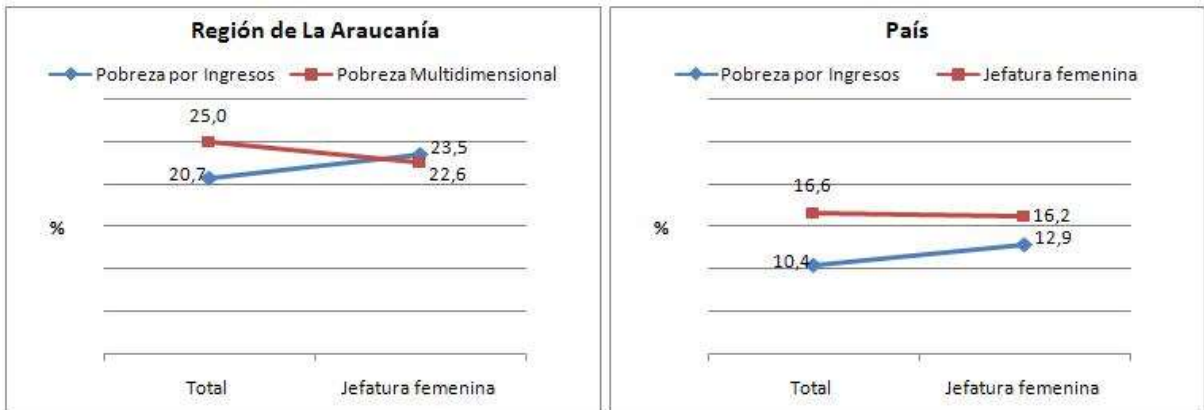 Región de La Araucanía
Pobreza por Ingresos
Pobreza Multidimensional
25,0
23,5
20,7
22,6
%
Total
Jefatura femenina
País
Pobreza por Ingresos
Jefatura femenina
16,6
16,2
12,9
10,4
%
Total
Jefatura femenina